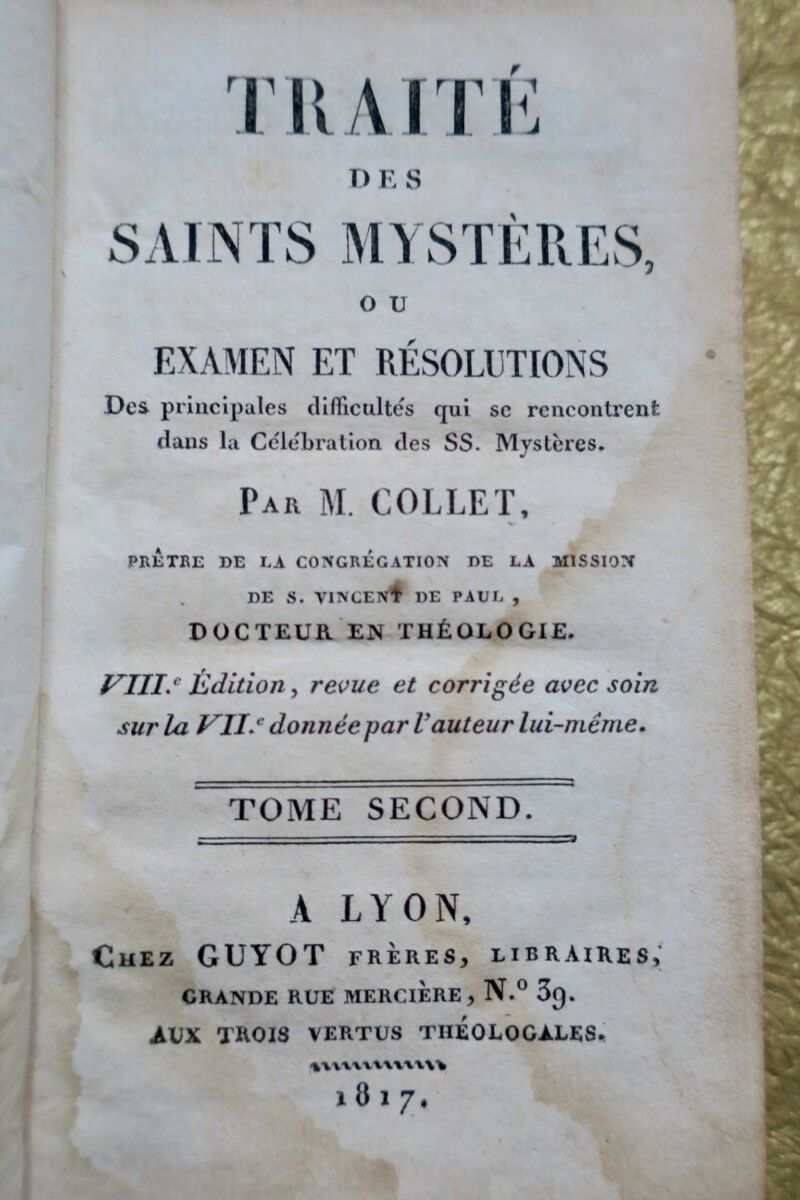 TRAITÉ
DES
SAINTS MYSTÈRES,
OU
EXAMEN ET RÉSOLUTIONS
Des principales difficultés qui se rencontrent
dans la Célébration des SS. Mystères.
PAR M. COLLET,
PRÊTRE DE LA CONGRÉGATION DE LA MISSION
DE S. VINCENT DE PAUL,
DOCTEUR EN THÉOLOGIE.
VIII.e Édition, revue et corrigée avec soin
sur la VII.e donnée par l'auteur lui-même.
TOME SECOND.
A LYON,
CHEZ GUYOT FRÈRES, LIBRAIRES,
GRANDE RUE MERCIÈRE, N.º 39.
AUX TROIS VERTUS THÉOLOGALES.
1817.